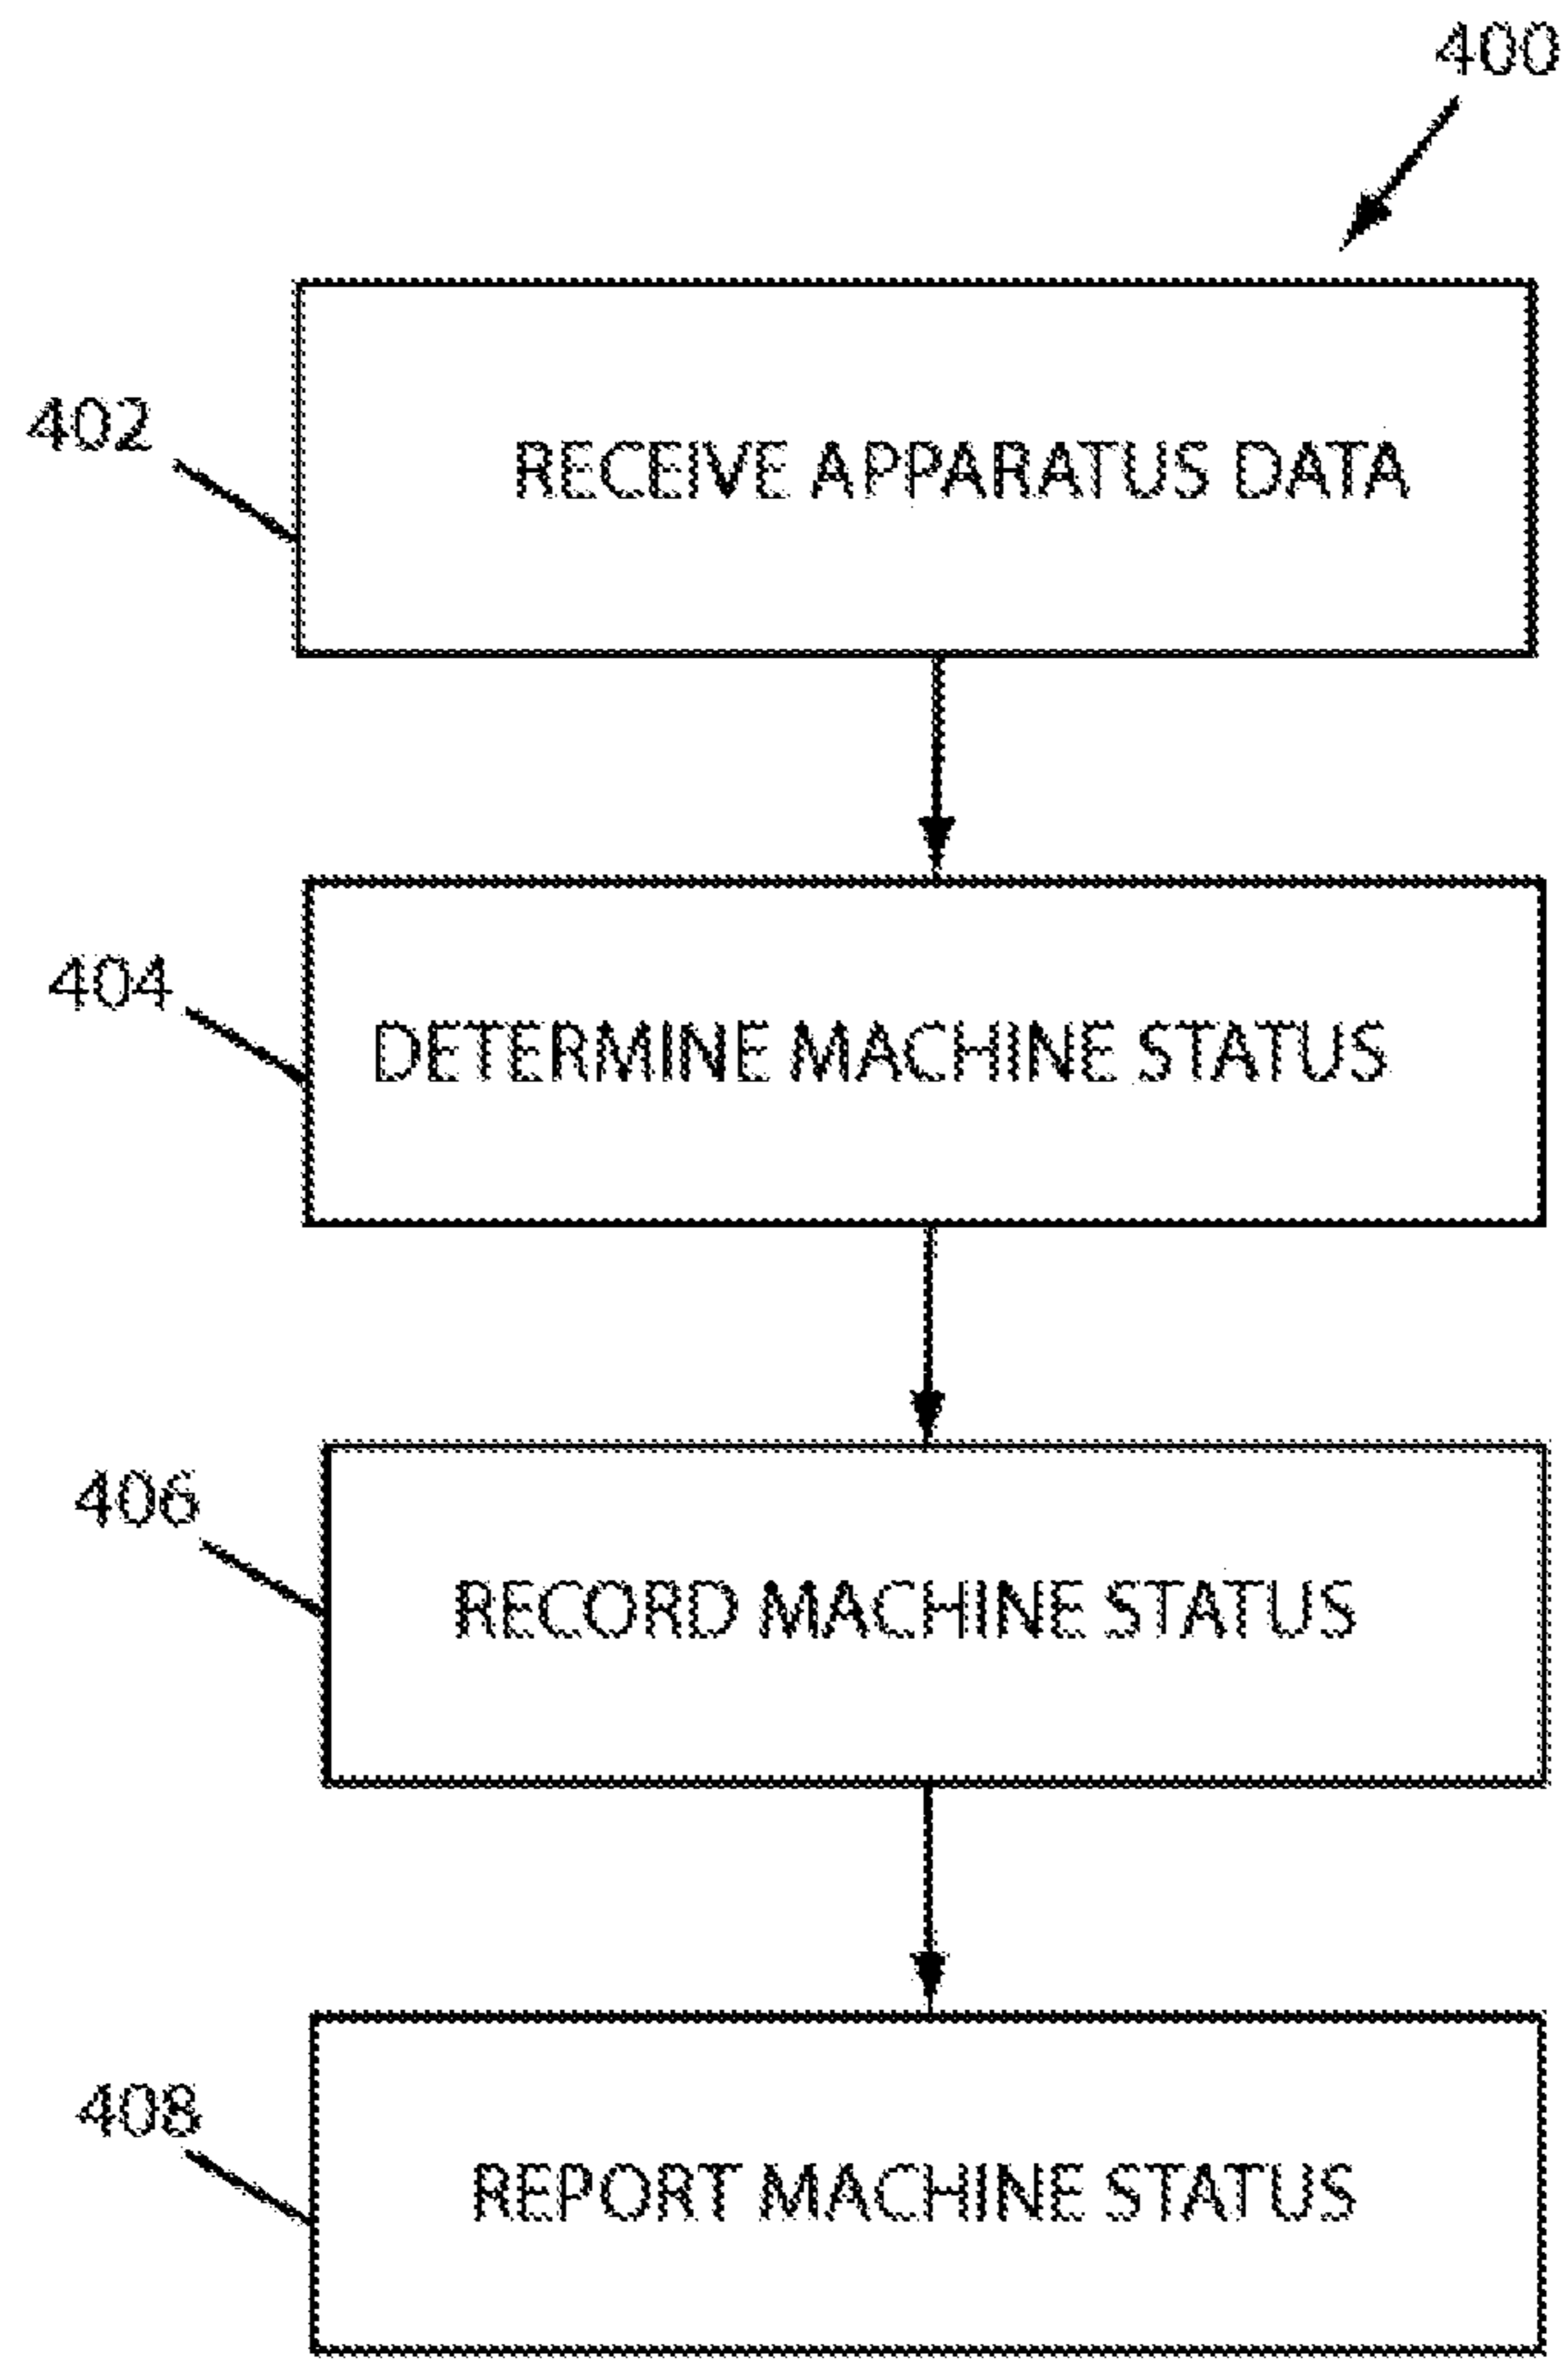 400
402
RECEIVE APPARATUS DATA
404
DETERMINE MACHINE STATUS
406
RECORD MACHINE STATUS
408
REPORT MACHINE STATUS